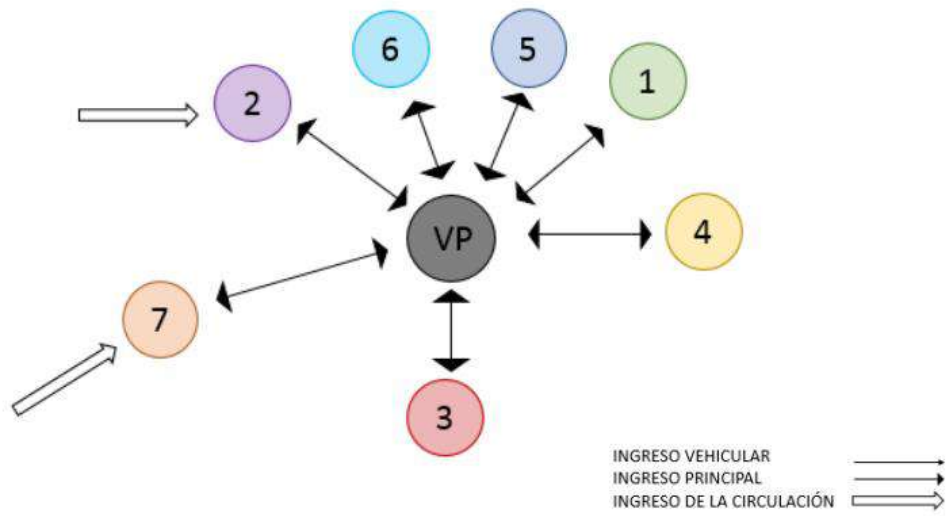 6
5
1
2
VP
4
7
3
INGRESO VEHICULAR
INGRESO PRINCIPAL
INGRESO DE LA CIRCULACIÓN